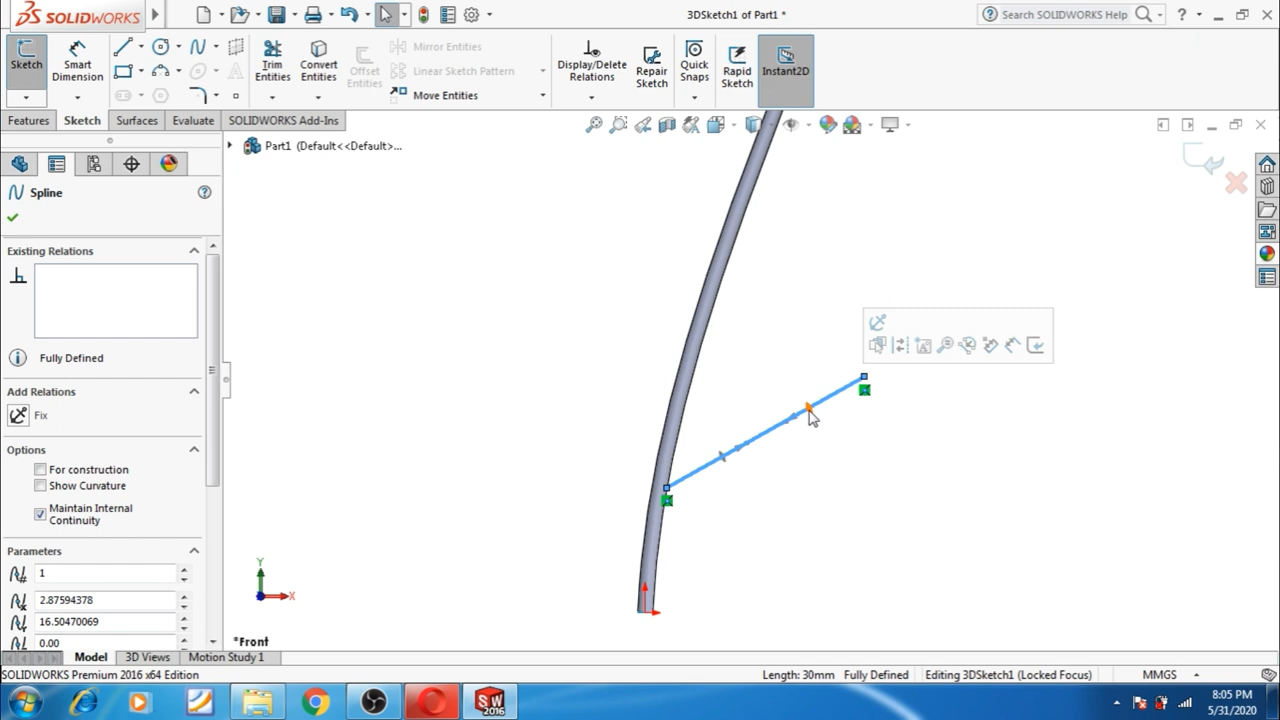 SOLIDWORKS
3DSketch1 of Part1 *
Search SOLIDWORKS Help
?
Sketch
Smart Dimension
Trim Entities
Convert Entities
Offset Entities
Mirror Entities
Linear Sketch Pattern
Move Entities
Display/Delete Relations
Repair Sketch
Quick Snaps
Rapid Sketch
Instant2D
Features
Sketch
Surfaces
Evaluate
SOLIDWORKS Add-Ins
Part1 (Default<<Default>...
Spline
?
Existing Relations
Fully Defined
Add Relations
Fix
Options
For construction
Show Curvature
Maintain Internal
Continuity
Parameters
1
2.87594378
16.50470069
0.00
Y
X
*Front
Model
3D Views
Motion Study 1
SOLIDWORKS Premium 2016 x64 Edition
Length: 30mm
Fully Defined
Editing 3DSketch1 (Locked Focus)
MMGS
SW
2016
8:05 PM
5/31/2020